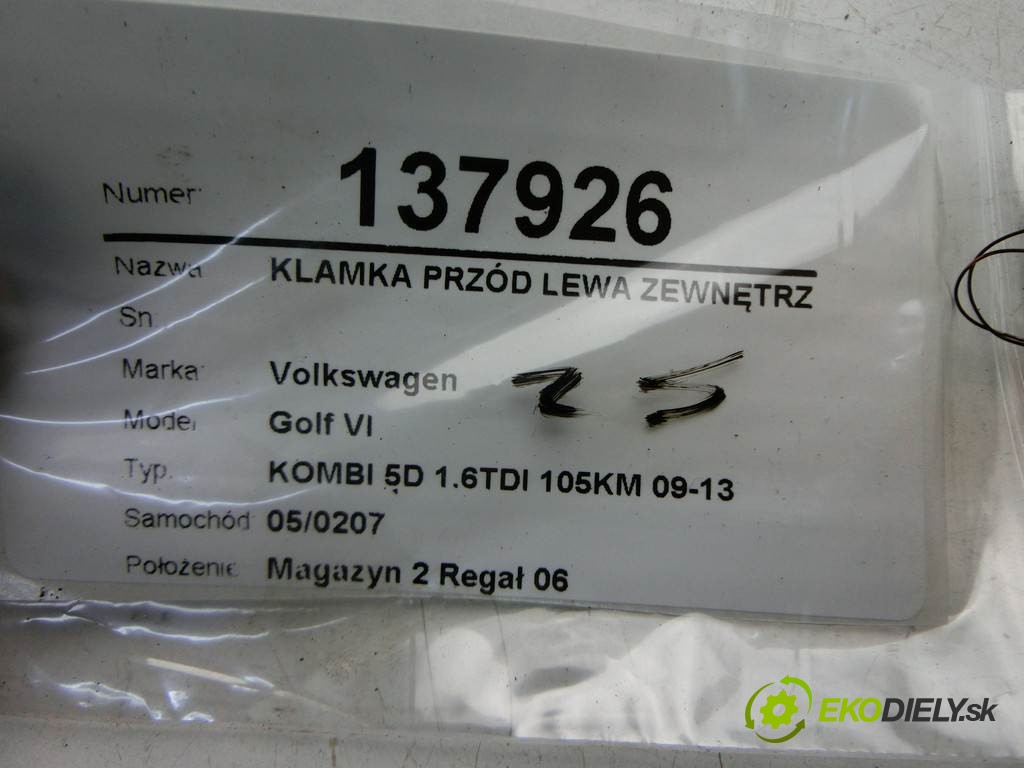 Numer: 137926
Nazwa KLAMKA PRZÓD LEWA ZEWNĘTRZ
Sn.
Marka: Volkswagen 25
Model Golf VI
Typ. KOMBI 5D 1.6TDI 105KM 09-13
Samochód 05/0207
Położenie: Magazyn 2 Regał 06
EKODIELY.sk